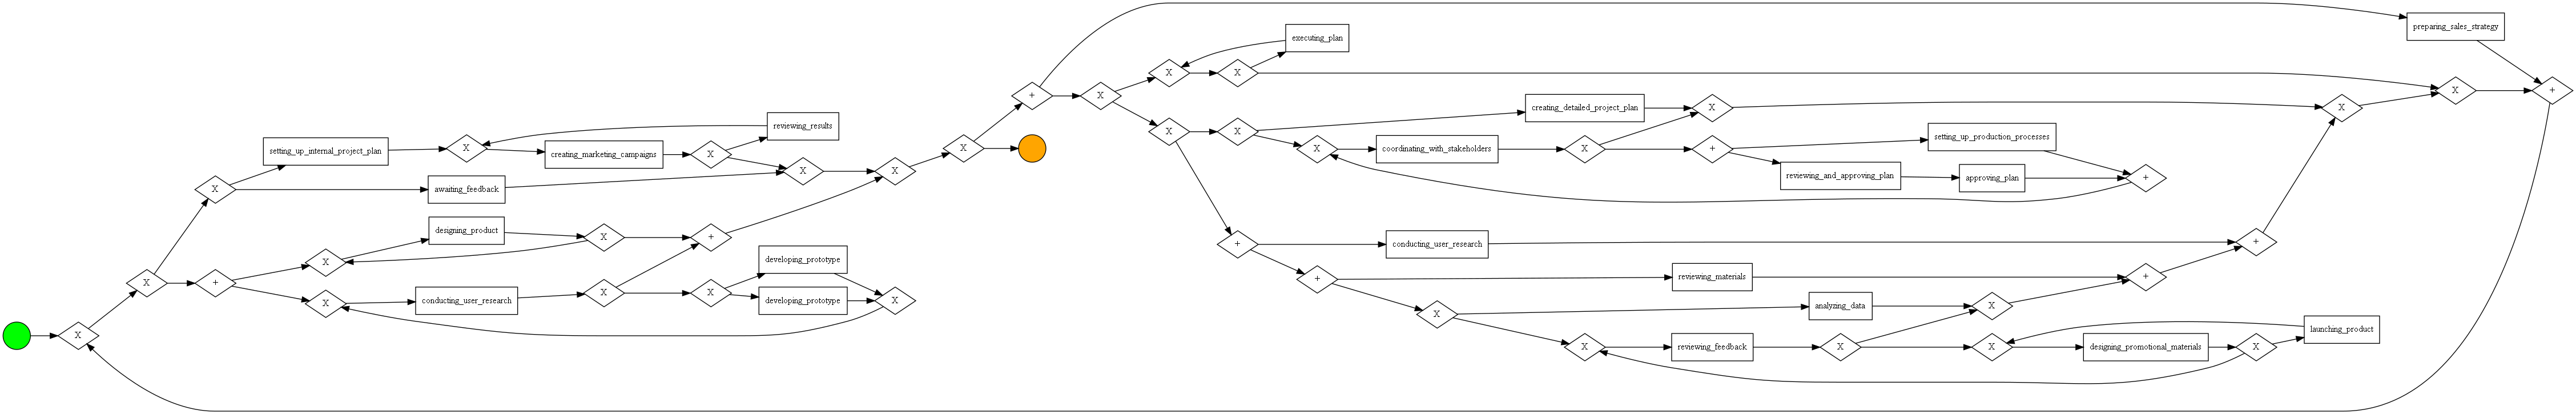 preparing_sales_strategy
executing_plan
X
X
+
X
X
creating_detailed_project_plan
X
X
reviewing_results
setting_up_internal_project_plan
X
creating_marketing_campaigns
X
X
X
X
X
X
coordinating_with_stakeholders
X
+
setting_up_production_processes
reviewing_and_approving_plan
approving_plan
+
+
X
awaiting_feedback
designing_product
X
+
X
developing_prototype
+
conducting_user_research
+
X
+
X
conducting_user_research
X
X
developing_prototype
X
+
reviewing_materials
+
X
analyzing_data
X
X
X
reviewing_feedback
X
X
designing_promotional_materials
X
launching_product